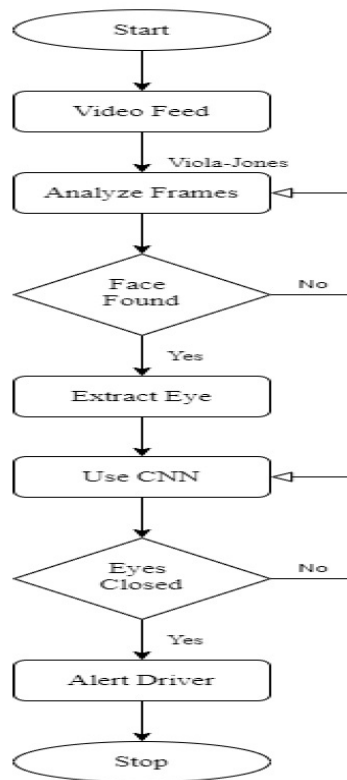 Start
Video Feed
Viola-Jones
Analyze Frames
Face
Found
No
Yes
Extract Eye
Use CNN
Eyes
Closed
No
Yes
Alert Driver
Stop